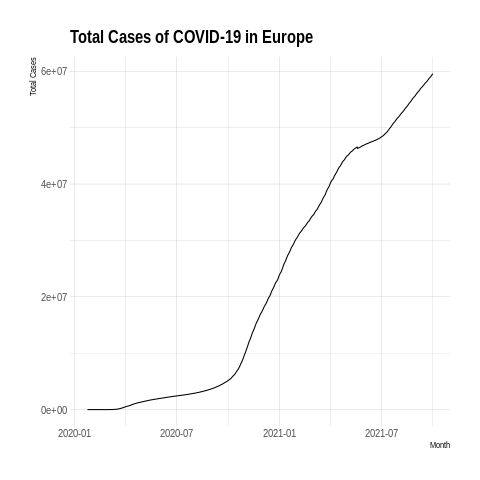 Total Cases of COVID-19 in Europe
Total Cases
6e+07
4e+07
2e+07
0e+00
2020-01 2020-07 2021-01 2021-07
Month